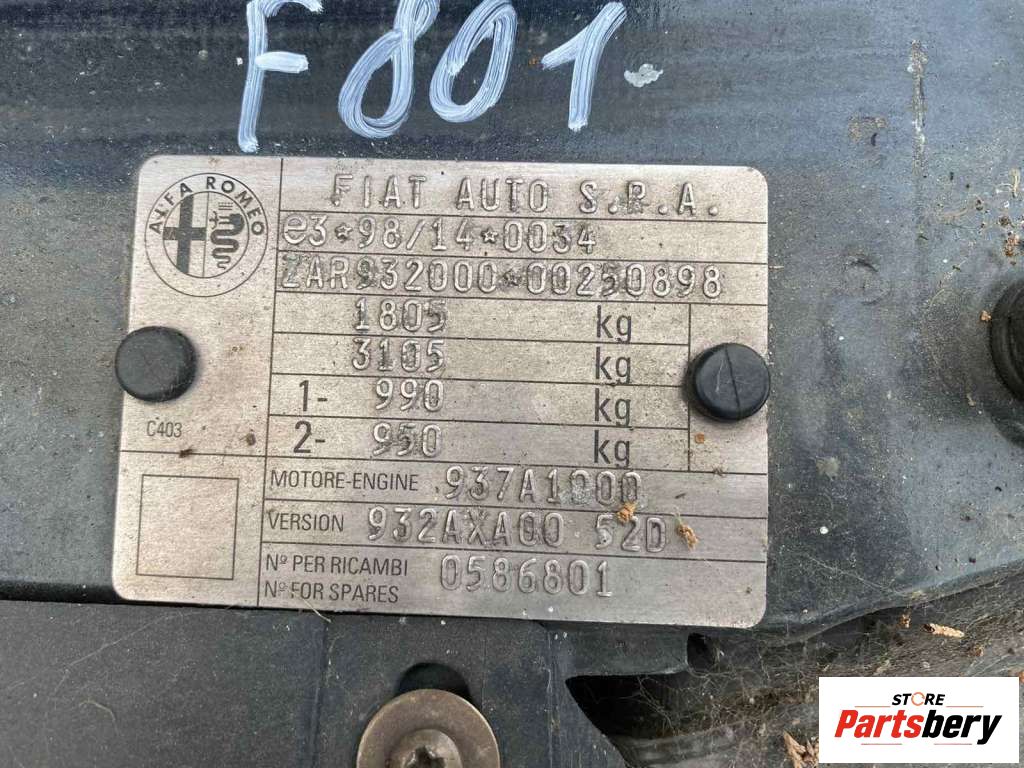 F801
ALFA ROMEO
FIAT AUTO S.P.A.
e3*98/14*0034
ZAR932000*00250898
1805 kg
3105 kg
1- 990 kg
2- 950 kg
C403
MOTORE-ENGINE 937A1000
VERSION 932AXA00 52D
Nº PER RICAMBI
Nº FOR SPARES 0586801
STORE
Partsbery